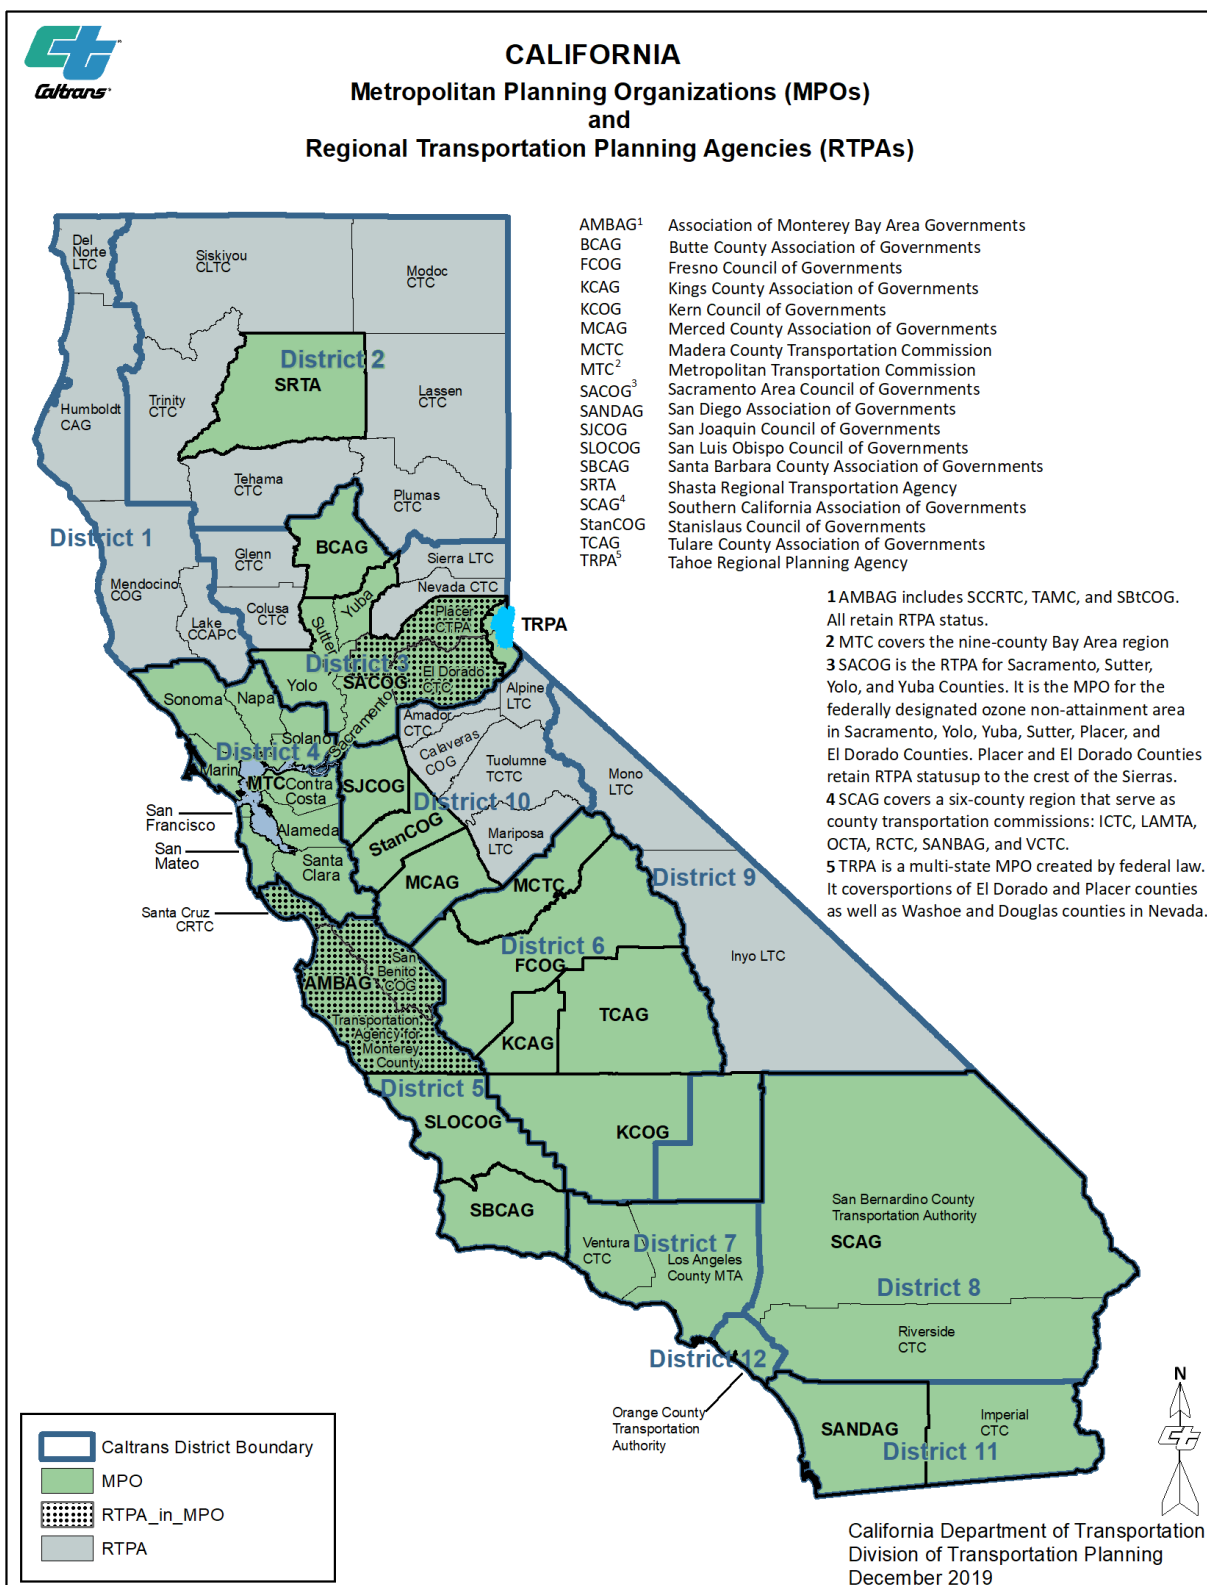 Caltrans
CALIFORNIA
Metropolitan Planning Organizations (MPOs)
and
Regional Transportation Planning Agencies (RTPAs)
AMBAG1 Association of Monterey Bay Area Governments
BCAG Butte County Association of Governments
FCOG Fresno Council of Governments
KCAG Kings County Association of Governments
KCOG Kern Council of Governments
MCAG Merced County Association of Governments
MCTC Madera County Transportation Commission
MTC2 Metropolitan Transportation Commission
SACOG3 Sacramento Area Council of Governments
SANDAG San Diego Association of Governments
SJCOG San Joaquin Council of Governments
SLOCOG San Luis Obispo Council of Governments
SBCAG Santa Barbara County Association of Governments
SRTA Shasta Regional Transportation Agency
SCAG4 Southern California Association of Governments
StanCOG Stanislaus Council of Governments
TCAG Tulare County Association of Governments
TRPA5 Tahoe Regional Planning Agency
1 AMBAG includes SCCRTC, TAMC, and SBtCOG.
All retain RTPA status.
2 MTC covers the nine-county Bay Area region
3 SACOG is the RTPA for Sacramento, Sutter,
Yolo, and Yuba Counties. It is the MPO for the
federally designated ozone non-attainment area
in Sacramento, Yolo, Yuba, Sutter, Placer, and
El Dorado Counties. Placer and El Dorado Counties
retain RTPA statusup to the crest of the Sierras.
4 SCAG covers a six-county region that serve as
county transportation commissions: ICTC, LAMTA,
OCTA, RCTC, SANBAG, and VCTC.
5 TRPA is a multi-state MPO created by federal law.
It coversportions of El Dorado and Placer counties
as well as Washoe and Douglas counties in Nevada.
Del
Norte
LTC
Siskiyou
CLTC
Modoc
CTC
District 2
SRTA
Humboldt
CAG
Trinity
CTC
Lassen
CTC
Tehama
CTC
Plumas
CTC
District 1
BCAG
Glenn
CTC
Sierra LTC
Mendocino
COG
Nevada CTC
Colusa
CTC
Lake
CCAPC
Yuba
Sutter
Placer
CTPA
TRPA
District 3
SACOG
El Dorado
CTC
Sonoma
Napa
Yolo
Sacramento
Alpine
LTC
Amador
CTC
Solano
District 4
Calaveras
COG
Tuolumne
TCTC
Mono
LTC
Marin
MTC
Contra
Costa
SJCOG
District 10
San
Francisco
Alameda
StanCOG
Mariposa
LTC
San
Mateo
Santa
Clara
MCAG
MCTC
District 9
Santa Cruz
CRTC
District 6
FCOG
Inyo LTC
San
Benito
COG
AMBAG
TCAG
Transportation
Agency for
Monterey
County
KCAG
District 5
SLOCOG
KCOG
SBCAG
San Bernardino County
Transportation Authority
SCAG
Ventura
CTC
District 7
Los Angeles
County MTA
District 8
Riverside
CTC
District 12
Orange County
Transportation
Authority
SANDAG
Imperial
CTC
District 11
N
Caltrans District Boundary
MPO
RTPA_in_MPO
RTPA
California Department of Transportation
Division of Transportation Planning
December 2019